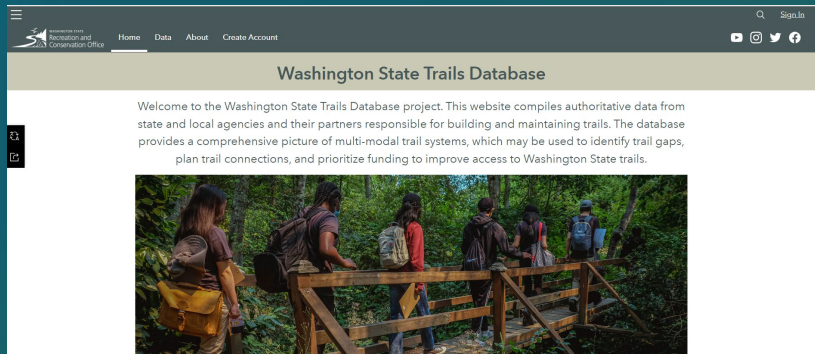 Sign In
WASHINGTON STATE
Recreation and
Conservation Office
Home Data About Create Account
Washington State Trails Database
Welcome to the Washington State Trails Database project. This website compiles authoritative data from
state and local agencies and their partners responsible for building and maintaining trails. The database
provides a comprehensive picture of multi-modal trail systems, which may be used to identify trail gaps,
plan trail connections, and prioritize funding to improve access to Washington State trails.